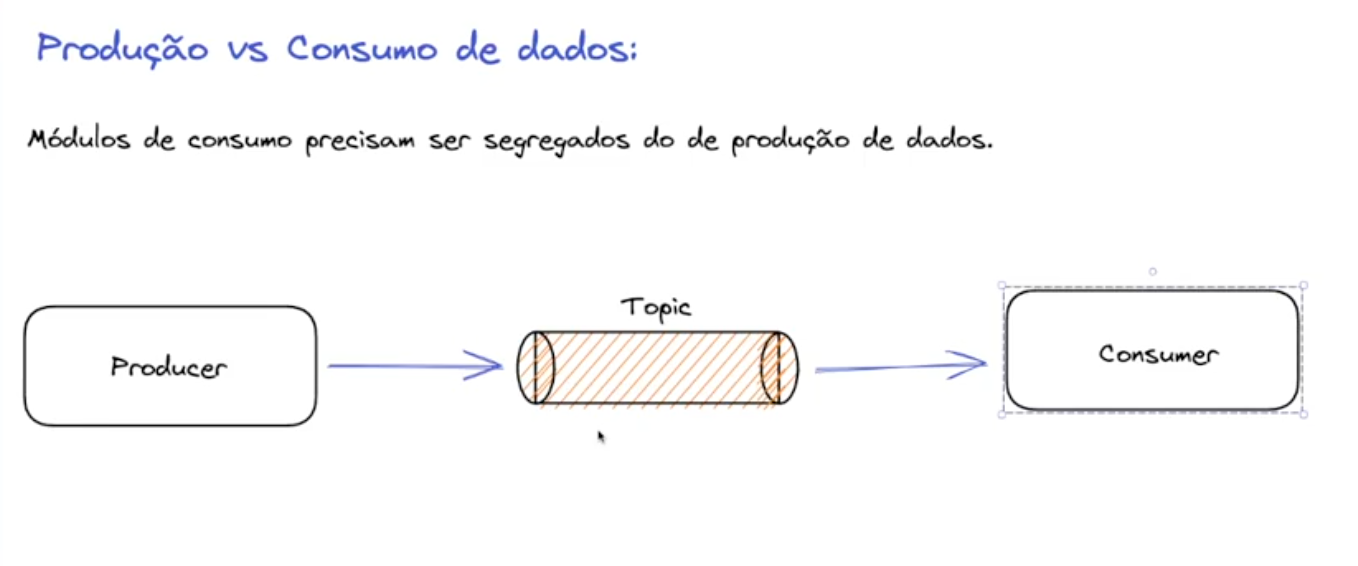 Produção vs Consumo de dados:
Módulos de consumo precisam ser segregados do de produção de dados.
Topic
Producer
Consumer